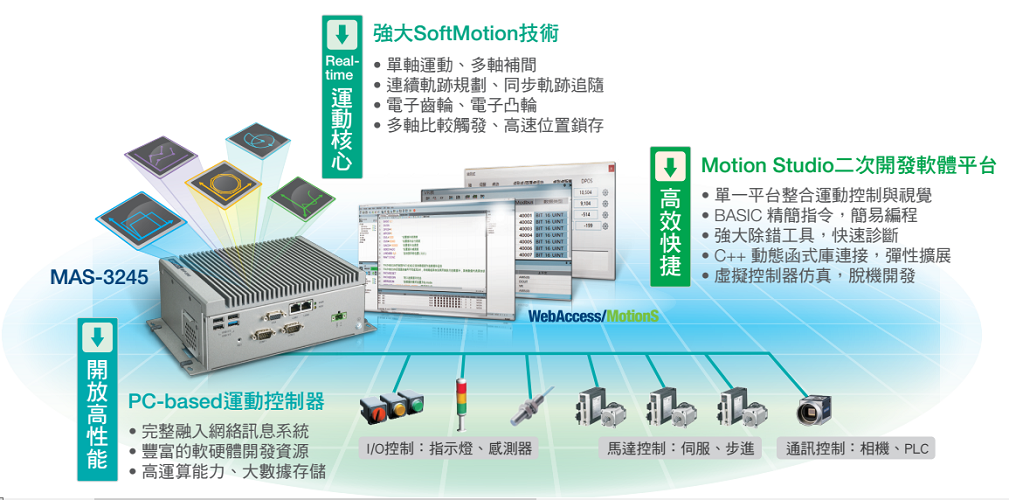 Real-
time
運動核心
強大SoftMotion技術
• 單軸運動、多軸補間
• 連續軌跡規劃、同步軌跡追隨
• 電子齒輪、電子凸輪
• 多軸比較觸發、高速位置鎖存
高效快捷
Motion Studio二次開發軟體平台
• 單一平台整合運動控制與視覺
• BASIC 精簡指令，簡易編程
• 強大除錯工具，快速診斷
• C++ 動態函式庫連接，彈性擴展
• 虛擬控制器仿真，脫機開發
MAS-3245
WebAccess/MotionS
開放高性能
PC-based運動控制器
• 完整融入網絡訊息系統
• 豐富的軟硬體開發資源
• 高運算能力、大數據存儲
I/O控制：指示燈、感測器
馬達控制：伺服、步進
通訊控制：相機、PLC